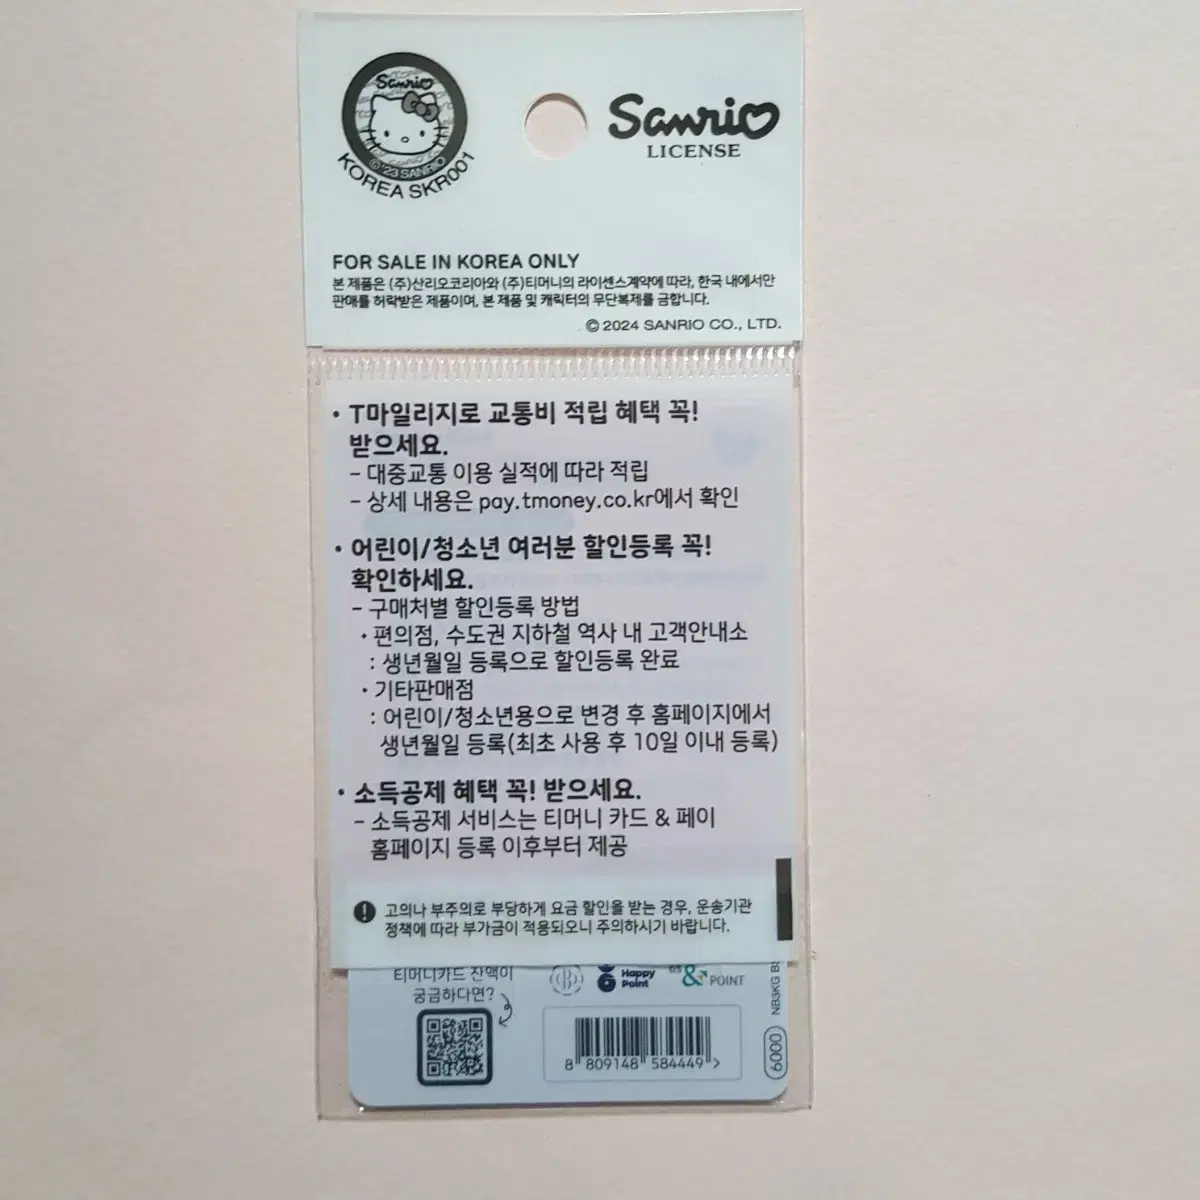 Sanrio
© '23 SANRIO
KOREA SKR001
Sanrio
LICENSE
FOR SALE IN KOREA ONLY
본 제품은 (주)산리오코리아와 (주)티머니의 라이센스계약에 따라, 한국 내에서만
판매를 허락받은 제품이며, 본 제품 및 캐릭터의 무단복제를 금합니다.
© 2024 SANRIO CO., LTD.
• T마일리지로 교통비 적립 혜택 꼭!
받으세요.
- 대중교통 이용 실적에 따라 적립
- 상세 내용은 pay.tmoney.co.kr에서 확인
• 어린이/청소년 여러분 할인등록 꼭!
확인하세요.
- 구매처별 할인등록 방법
• 편의점, 수도권 지하철 역사 내 고객안내소
: 생년월일 등록으로 할인등록 완료
• 기타판매점
: 어린이/청소년용으로 변경 후 홈페이지에서
생년월일 등록(최초 사용 후 10일 이내 등록)
• 소득공제 혜택 꼭! 받으세요.
- 소득공제 서비스는 티머니 카드 & 페이
홈페이지 등록 이후부터 제공
! 고의나 부주의로 부당하게 요금 할인을 받는 경우, 운송기관
정책에 따라 부가금이 적용되오니 주의하시기 바랍니다.
티머니카드 잔액이
궁금하다면?
Happy
Point
GS & POINT
8 809148 584449 >
6000
NB3KG